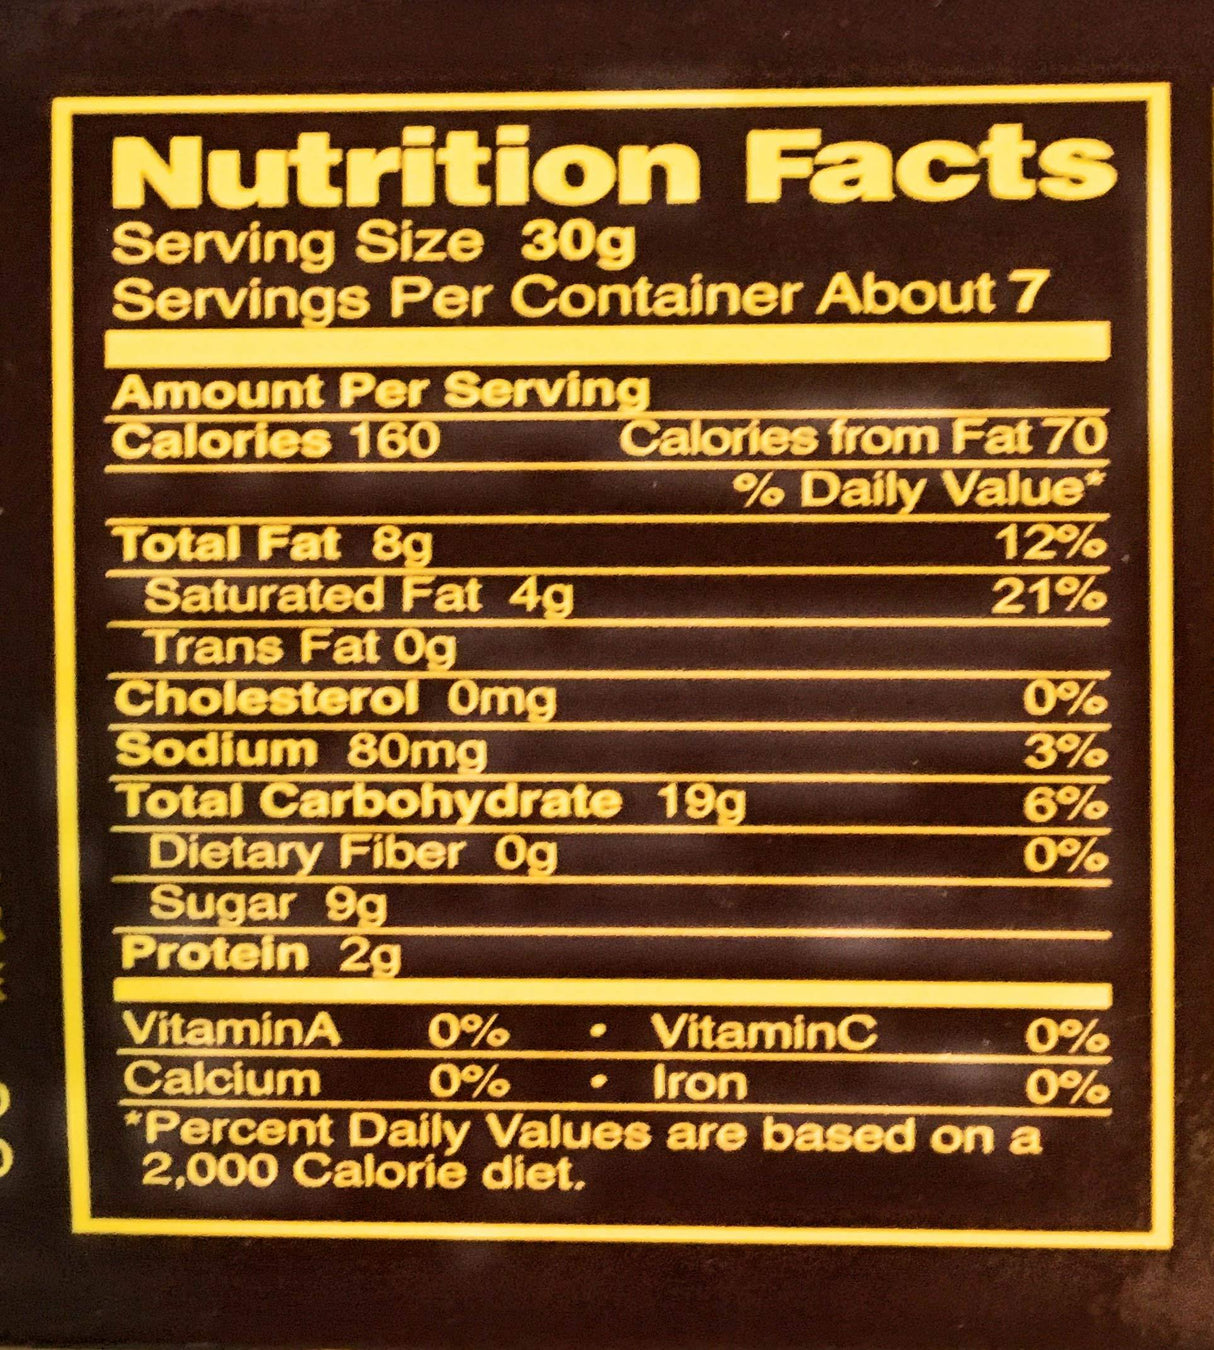 Nutrition Facts
Serving Size 30g
Servings Per Container About 7
Amount Per Serving
Calories 160 Calories from Fat 70
% Daily Value*
Total Fat 8g 12%
Saturated Fat 4g 21%
Trans Fat 0g
Cholesterol 0mg 0%
Sodium 80mg 3%
Total Carbohydrate 19g 6%
Dietary Fiber 0g 0%
Sugar 9g
Protein 2g
VitaminA 0% • VitaminC 0%
Calcium 0% • Iron 0%
*Percent Daily Values are based on a
2,000 Calorie diet.